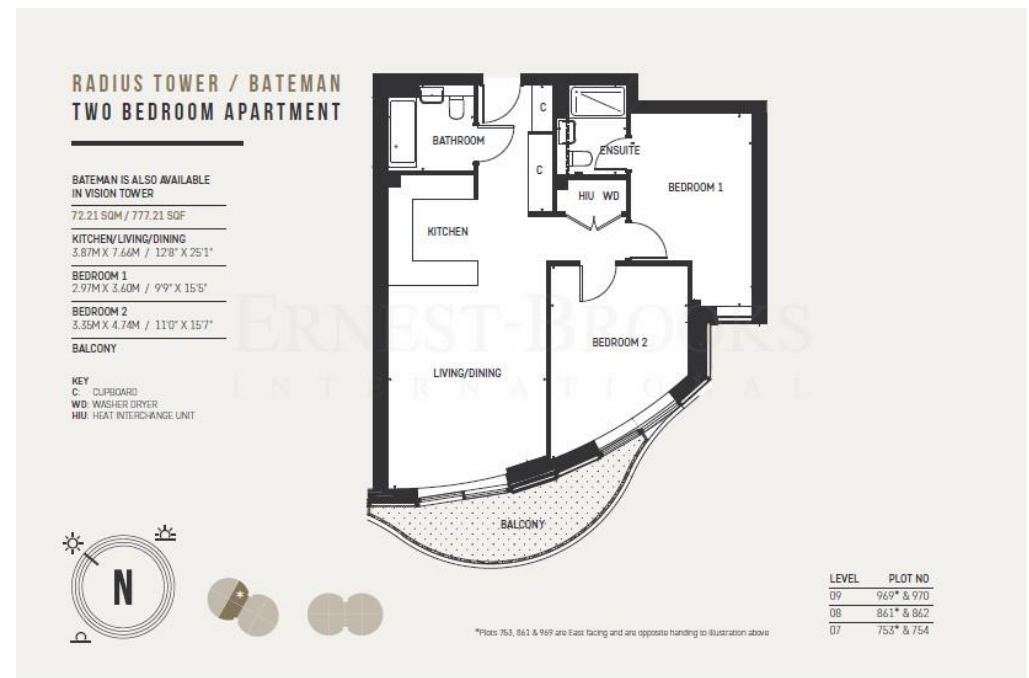 RADIUS TOWER / BATEMAN
TWO BEDROOM APARTMENT
BATEMAN IS ALSO AVAILABLE
IN VISION TOWER
72.21 SQM / 777.21 SQF
KITCHEN/LIVING/DINING
3.87M X 7.66M / 12'8" X 25'1"
BEDROOM 1
2.97M X 3.60M / 9'9" X 15'5"
BEDROOM 2
3.35M X 4.74M / 11'0" X 15'7"
BALCONY
KEY
C: CUPBOARD
WD: WASHER DRYER
HIU: HEAT INTERCHANGE UNIT
C
BATHROOM
ENSUITE
C
BEDROOM 1
HIU WD
KITCHEN
ERNEST-BROOKS
INTERNATIONAL
BEDROOM 2
LIVING/DINING
BALCONY
N
LEVEL PLOT NO
09 969* & 970
08 861* & 862
07 753* & 754
*Plots 753, 861 & 969 are East facing and are opposite handing to illustration above